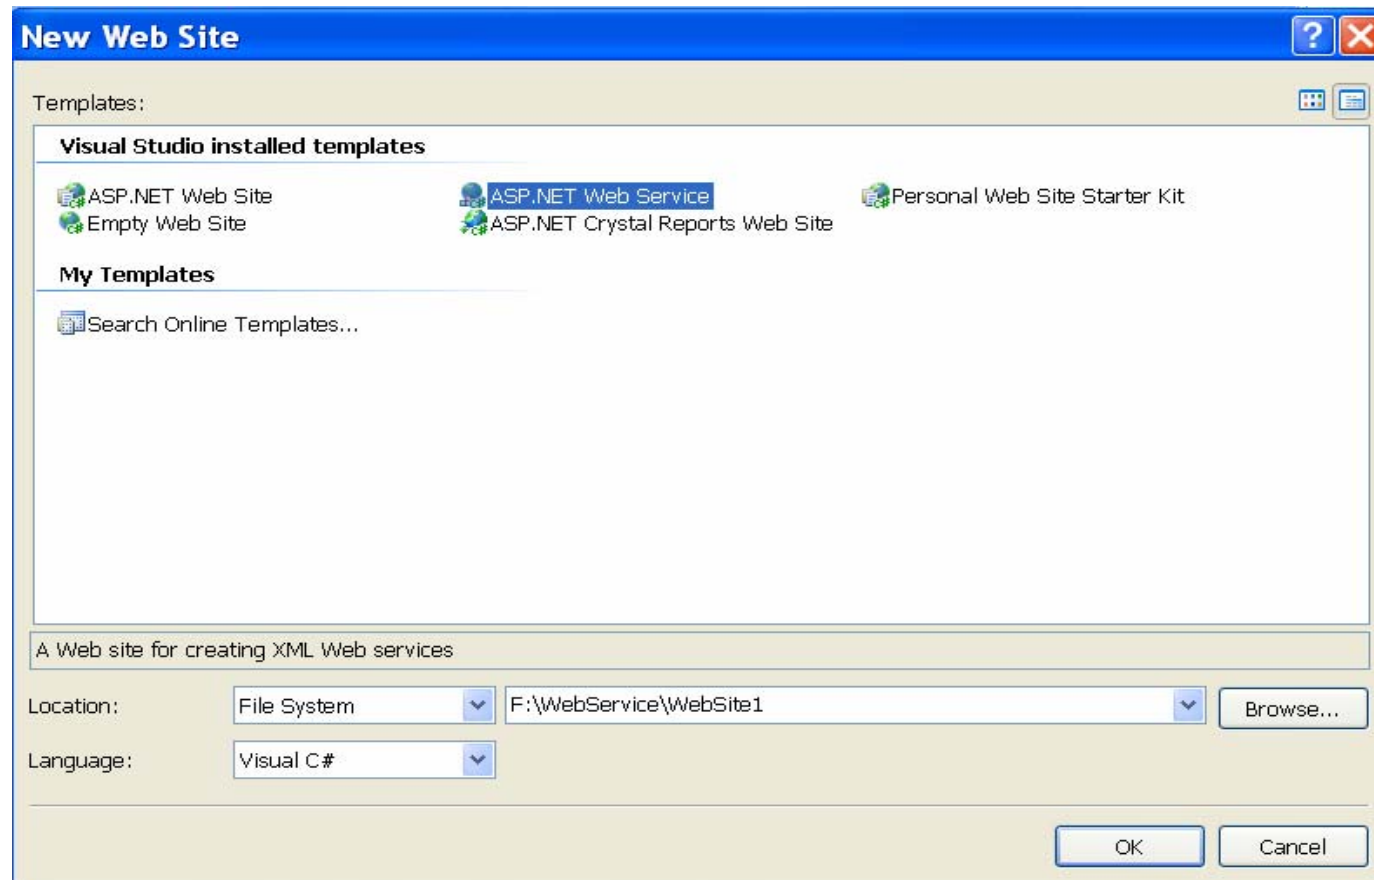 New Web Site
Templates:
Visual Studio installed templates
ASP.NET Web Site ASP.NET Web Service Personal Web Site Starter Kit
Empty Web Site ASP.NET Crystal Reports Web Site
My Templates
Search Online Templates...
A Web site for creating XML Web services
Location: File System F:\WebService\WebSite1 Browse...
Language: Visual C#
OK Cancel